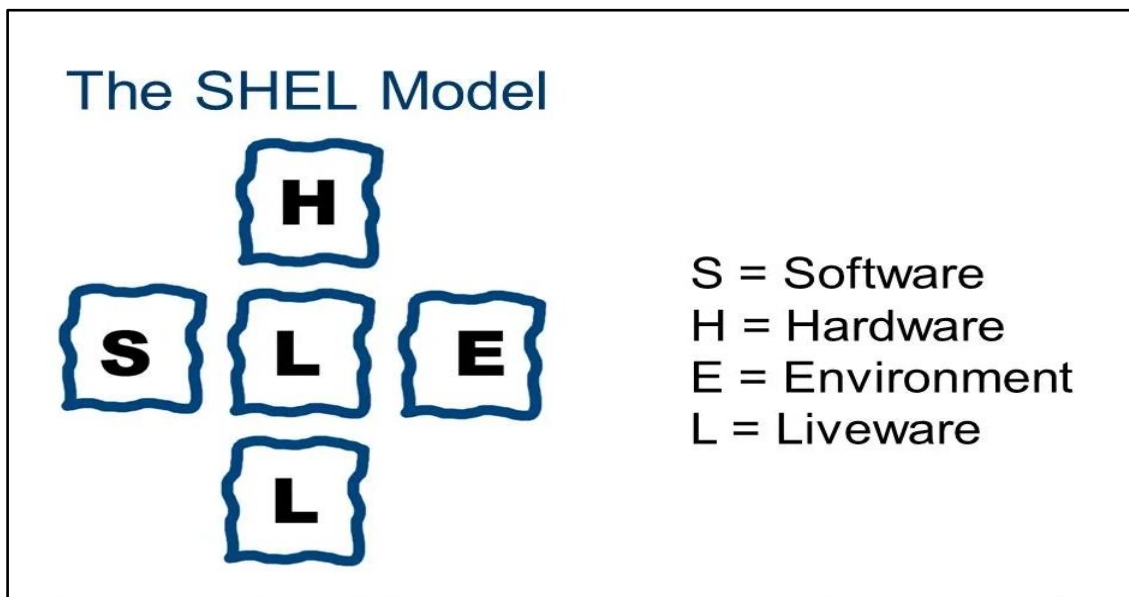 The SHEL Model
H
S L E
L
S = Software
H = Hardware
E = Environment
L = Liveware